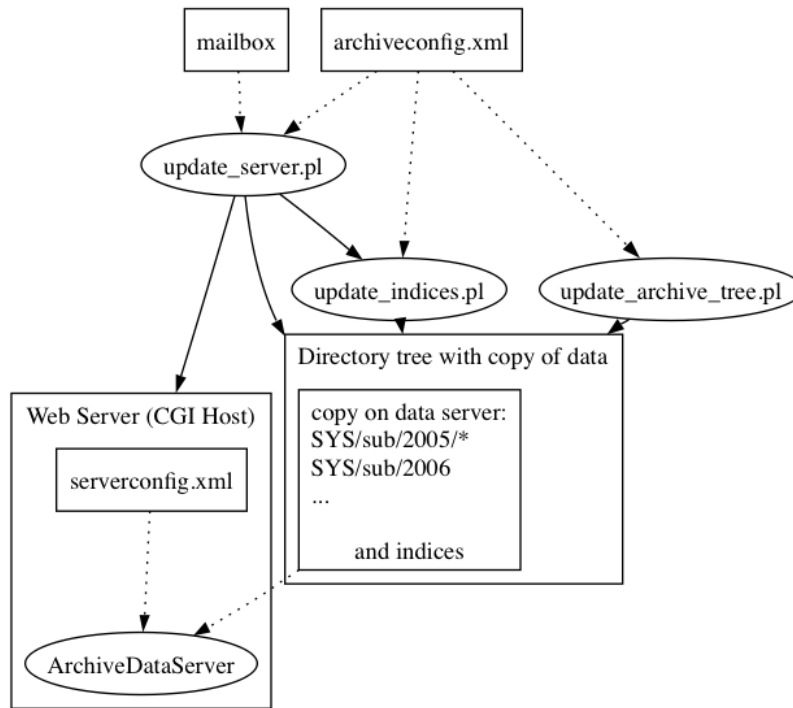 mailbox
archiveconfig.xml
update_server.pl
update_indices.pl
update_archive_tree.pl
Directory tree with copy of data
copy on data server:
SYS/sub/2005/*
SYS/sub/2006
...
and indices
Web Server (CGI Host)
serverconfig.xml
ArchiveDataServer